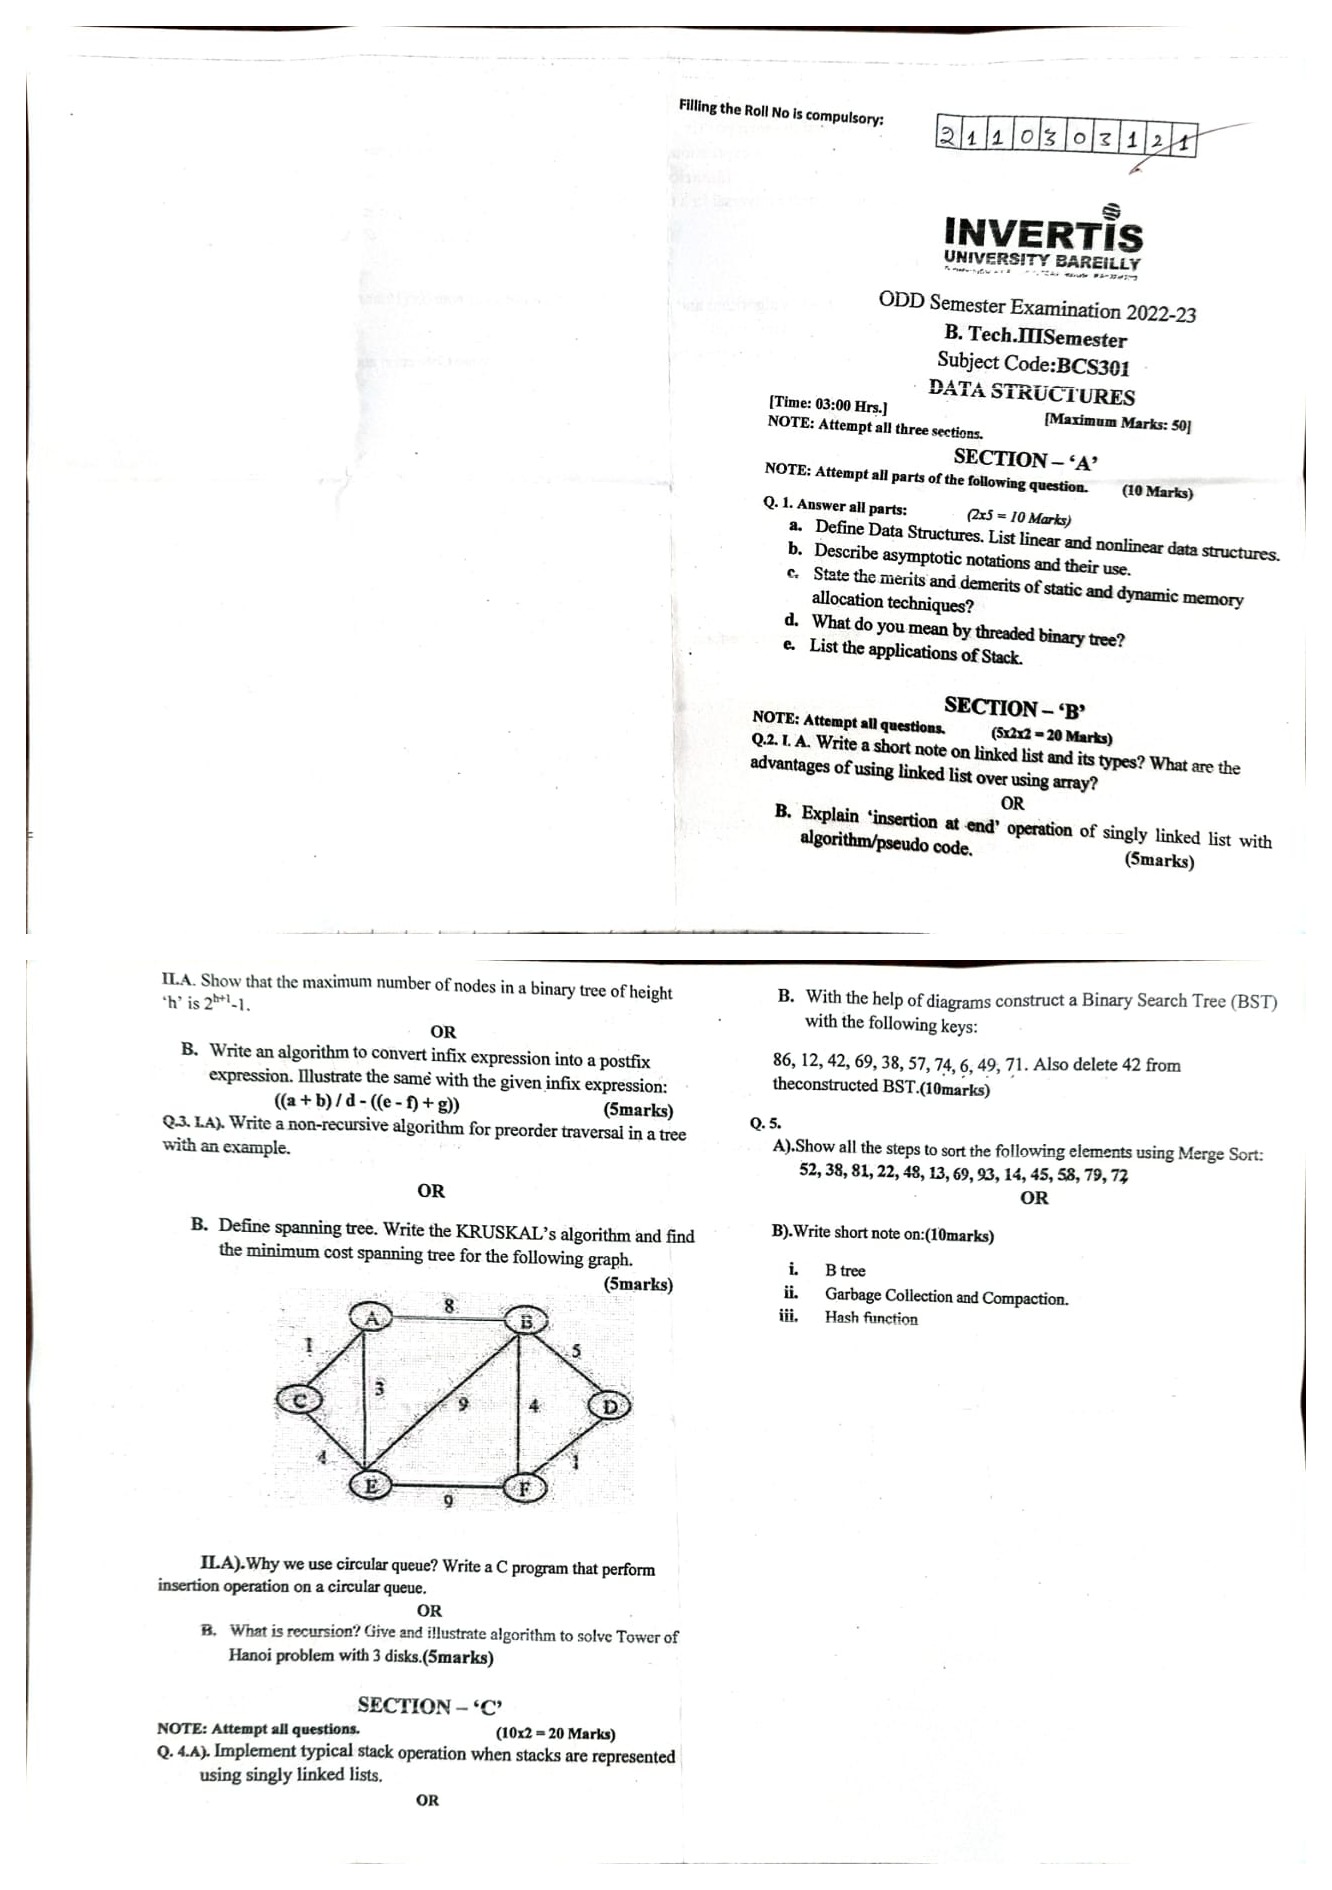 Filling the Roll No is compulsory:
2110303121
INVERTIS
UNIVERSITY BAREILLY
ODD Semester Examination 2022-23
B. Tech.IIISemester
Subject Code:BCS301
DATA STRUCTURES
[Time: 03:00 Hrs.]
[Maximum Marks: 50]
NOTE: Attempt all three sections.
SECTION – ‘A’
NOTE: Attempt all parts of the following question. (10 Marks)
Q. 1. Answer all parts: (2x5 = 10 Marks)
a. Define Data Structures. List linear and nonlinear data structures.
b. Describe asymptotic notations and their use.
c. State the merits and demerits of static and dynamic memory
allocation techniques?
d. What do you mean by threaded binary tree?
e. List the applications of Stack.
SECTION – ‘B’
NOTE: Attempt all questions. (5x2x2 = 20 Marks)
Q.2. I. A. Write a short note on linked list and its types? What are the
advantages of using linked list over using array?
OR
B. Explain ‘insertion at end’ operation of singly linked list with
algorithm/pseudo code. (5marks)
II.A. Show that the maximum number of nodes in a binary tree of height
‘h’ is 2^h+1-1.
OR
B. Write an algorithm to convert infix expression into a postfix
expression. Illustrate the same with the given infix expression:
((a + b) / d - ((e - f) + g)) (5marks)
Q.3. I.A). Write a non-recursive algorithm for preorder traversal in a tree
with an example.
OR
B. Define spanning tree. Write the KRUSKAL’s algorithm and find
the minimum cost spanning tree for the following graph.
(5marks)
A 8 B
1 5
3
C 9 4 D
4 1
E 9 F
II.A).Why we use circular queue? Write a C program that perform
insertion operation on a circular queue.
OR
B. What is recursion? Give and illustrate algorithm to solve Tower of
Hanoi problem with 3 disks.(5marks)
SECTION – ‘C’
NOTE: Attempt all questions. (10x2 = 20 Marks)
Q. 4.A). Implement typical stack operation when stacks are represented
using singly linked lists.
OR
B. With the help of diagrams construct a Binary Search Tree (BST)
with the following keys:
86, 12, 42, 69, 38, 57, 74, 6, 49, 71. Also delete 42 from
theconstructed BST.(10marks)
Q. 5.
A).Show all the steps to sort the following elements using Merge Sort:
52, 38, 81, 22, 48, 13, 69, 93, 14, 45, 58, 79, 72
OR
B).Write short note on:(10marks)
i. B tree
ii. Garbage Collection and Compaction.
iii. Hash function